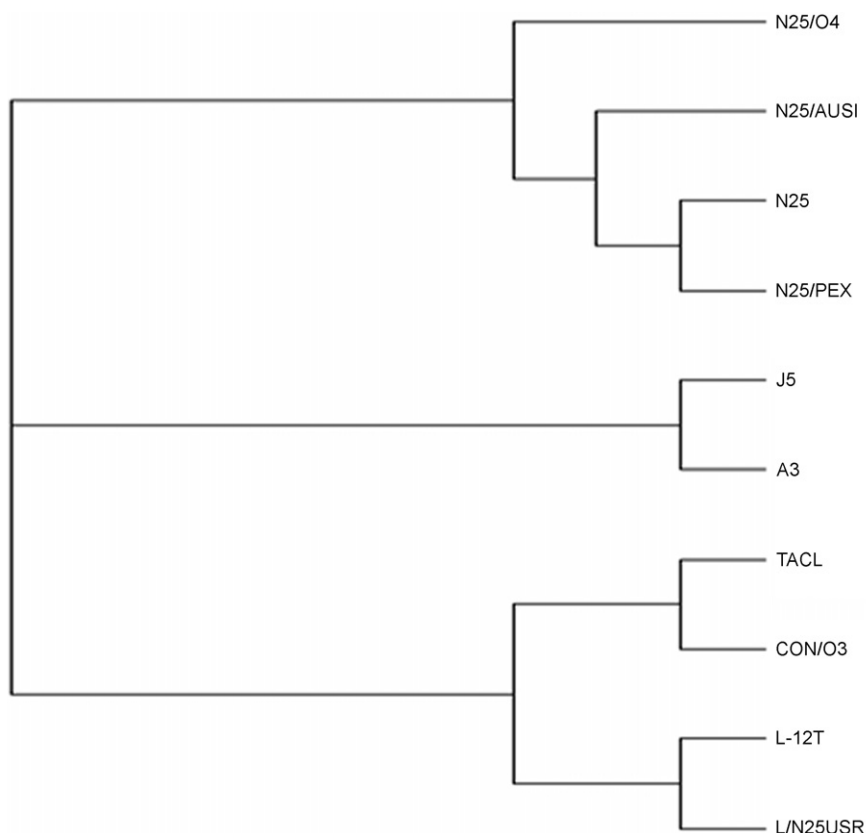 N25/O4
N25/AUSI
N25
N25/PEX
J5
A3
TACL
CON/O3
L-12T
L/N25USR